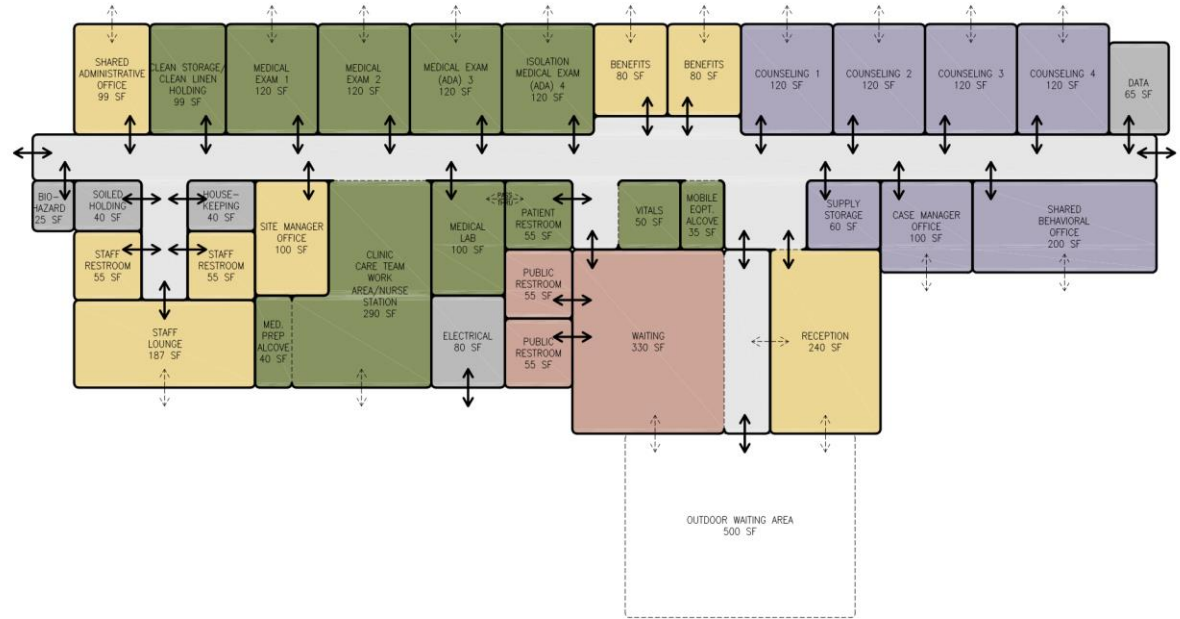 SHARED
ADMINISTRATIVE
OFFICE
99 SF
CLEAN STORAGE/
CLEAN LINEN
HOLDING
99 SF
MEDICAL
EXAM 1
120 SF
MEDICAL
EXAM 2
120 SF
MEDICAL EXAM
(ADA) 3
120 SF
ISOLATION
MEDICAL EXAM
(ADA) 4
120 SF
BENEFITS
80 SF
BENEFITS
80 SF
COUNSELING 1
120 SF
COUNSELING 2
120 SF
COUNSELING 3
120 SF
COUNSELING 4
120 SF
DATA
65 SF
BIO-
HAZARD
25 SF
SOILED
HOLDING
40 SF
HOUSE-
KEEPING
40 SF
SITE MANAGER
OFFICE
100 SF
CLINIC
CARE TEAM
WORK
AREA/NURSE
STATION
290 SF
MEDICAL
LAB
100 SF
PASS
THRU
PATIENT
RESTROOM
55 SF
VITALS
50 SF
MOBILE
EQPT.
ALCOVE
35 SF
SUPPLY
STORAGE
60 SF
CASE MANAGER
OFFICE
100 SF
SHARED
BEHAVIORAL
OFFICE
200 SF
STAFF
RESTROOM
55 SF
STAFF
RESTROOM
55 SF
PUBLIC
RESTROOM
55 SF
STAFF
LOUNGE
187 SF
MED.
PREP
ALCOVE
40 SF
ELECTRICAL
80 SF
PUBLIC
RESTROOM
55 SF
WAITING
330 SF
RECEPTION
240 SF
OUTDOOR WAITING AREA
500 SF